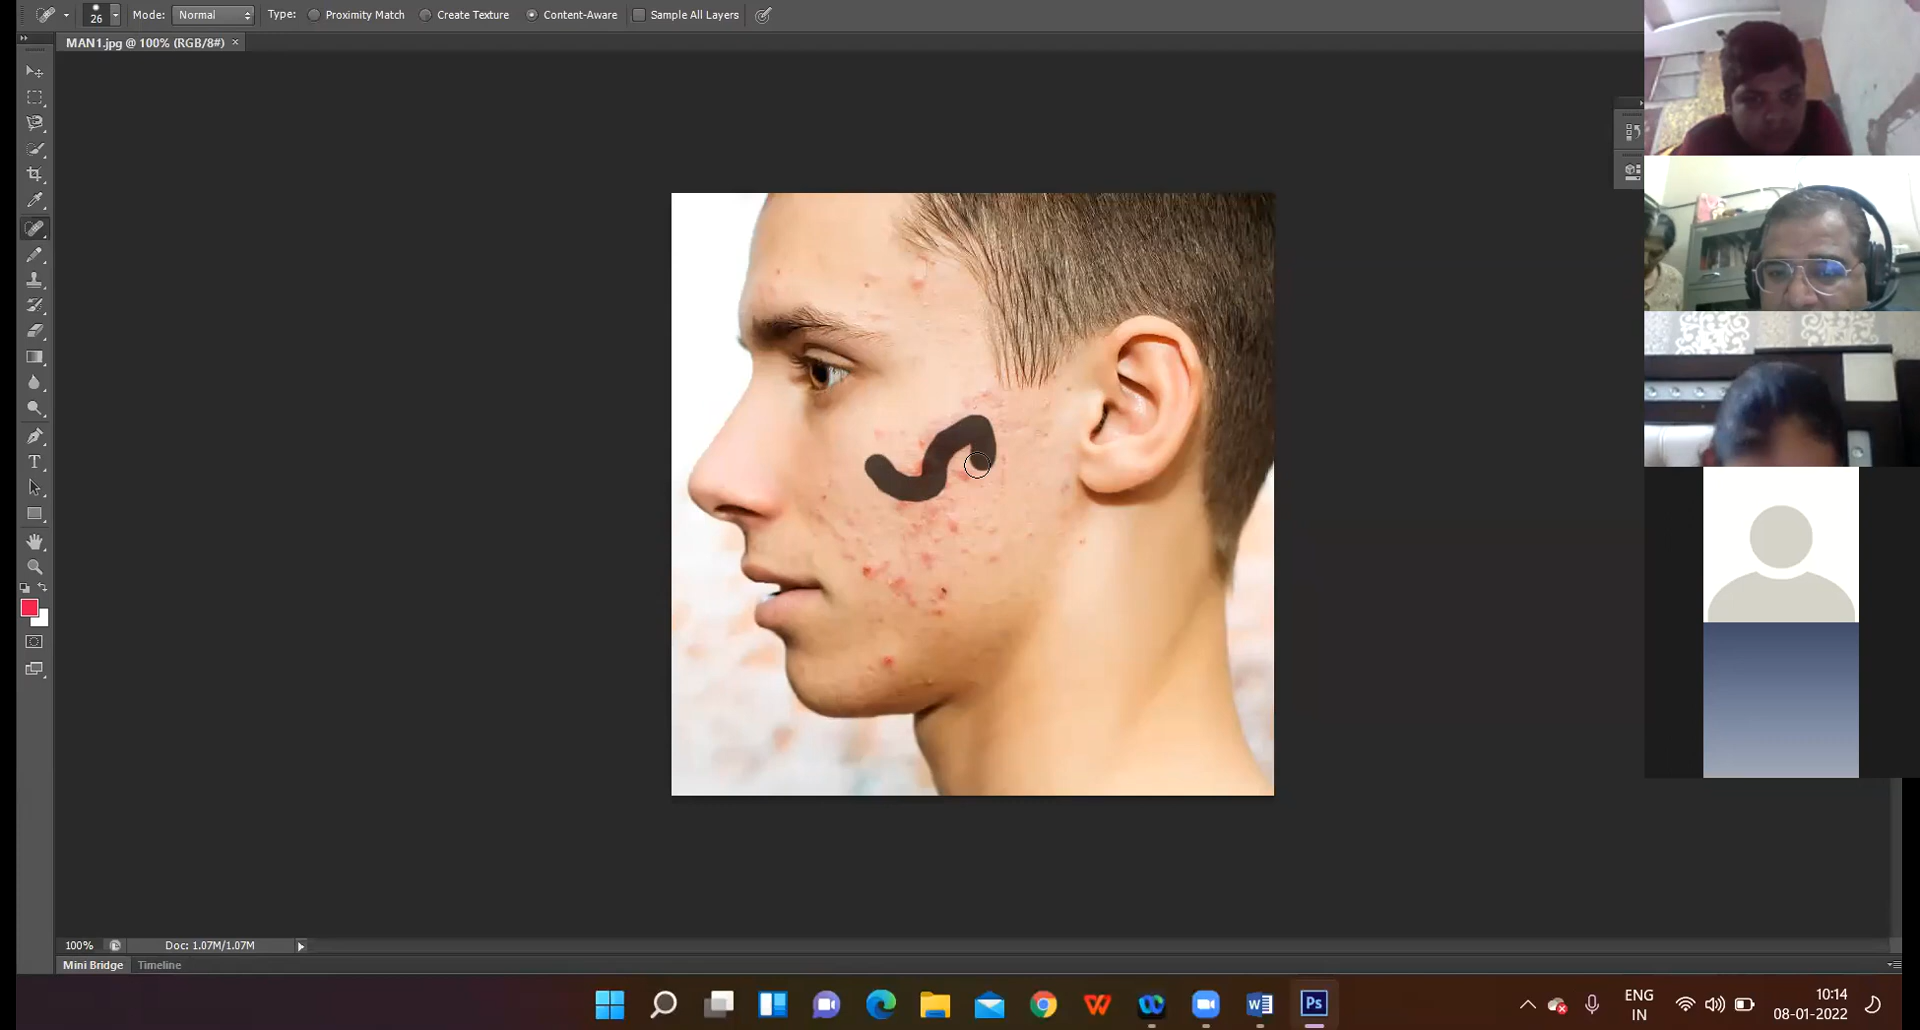 26 Mode: Normal Type: Proximity Match Create Texture Content-Aware Sample All Layers
MAN1.jpg @ 100% (RGB/8#) ×
T
100% Doc: 1.07M/1.07M
Mini Bridge Timeline
W W Ps
ENG
IN
10:14
08-01-2022